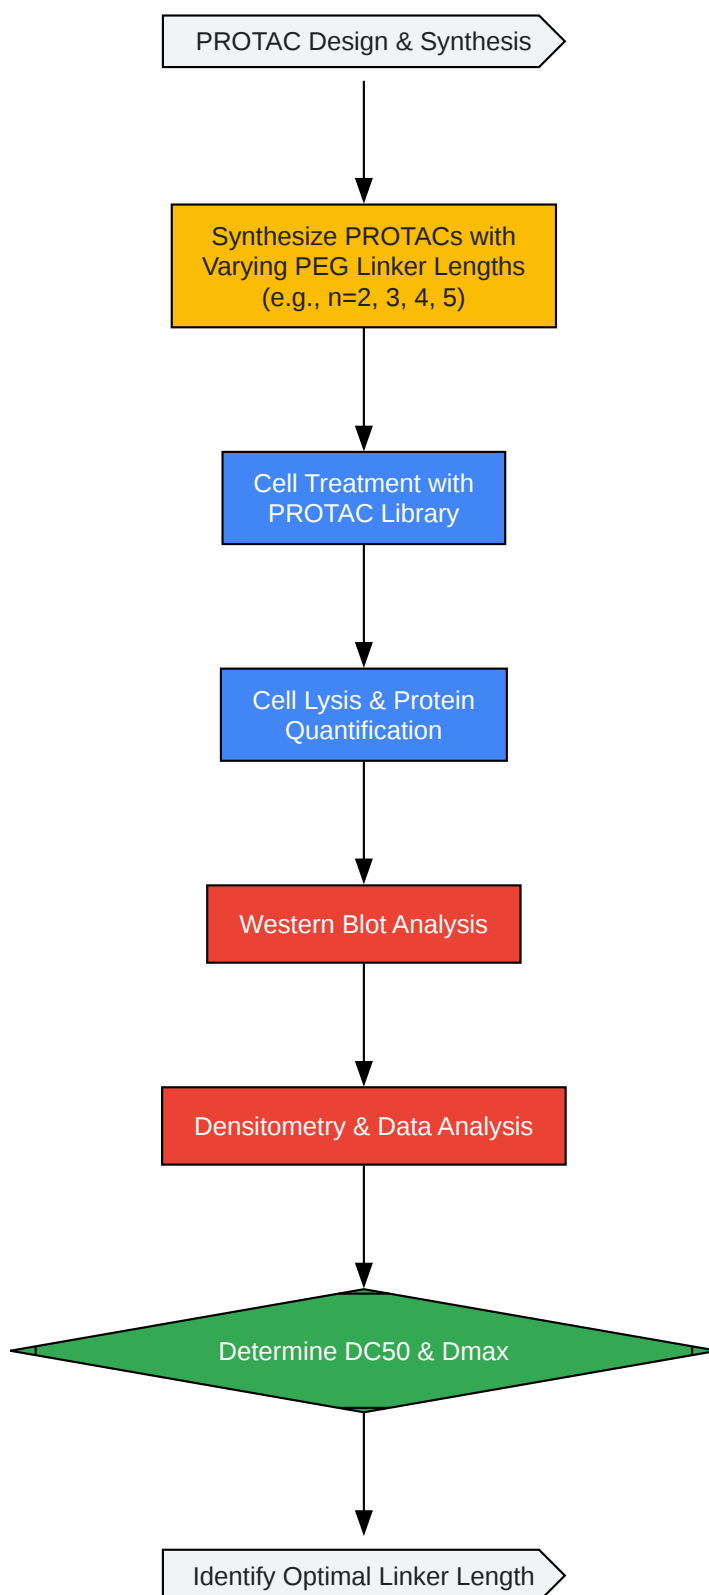 PROTAC Design & Synthesis
Synthesize PROTACs with
Varying PEG Linker Lengths
(e.g., n=2, 3, 4, 5)
Cell Treatment with
PROTAC Library
Cell Lysis & Protein
Quantification
Western Blot Analysis
Densitometry & Data Analysis
Determine DC50 & Dmax
Identify Optimal Linker Length